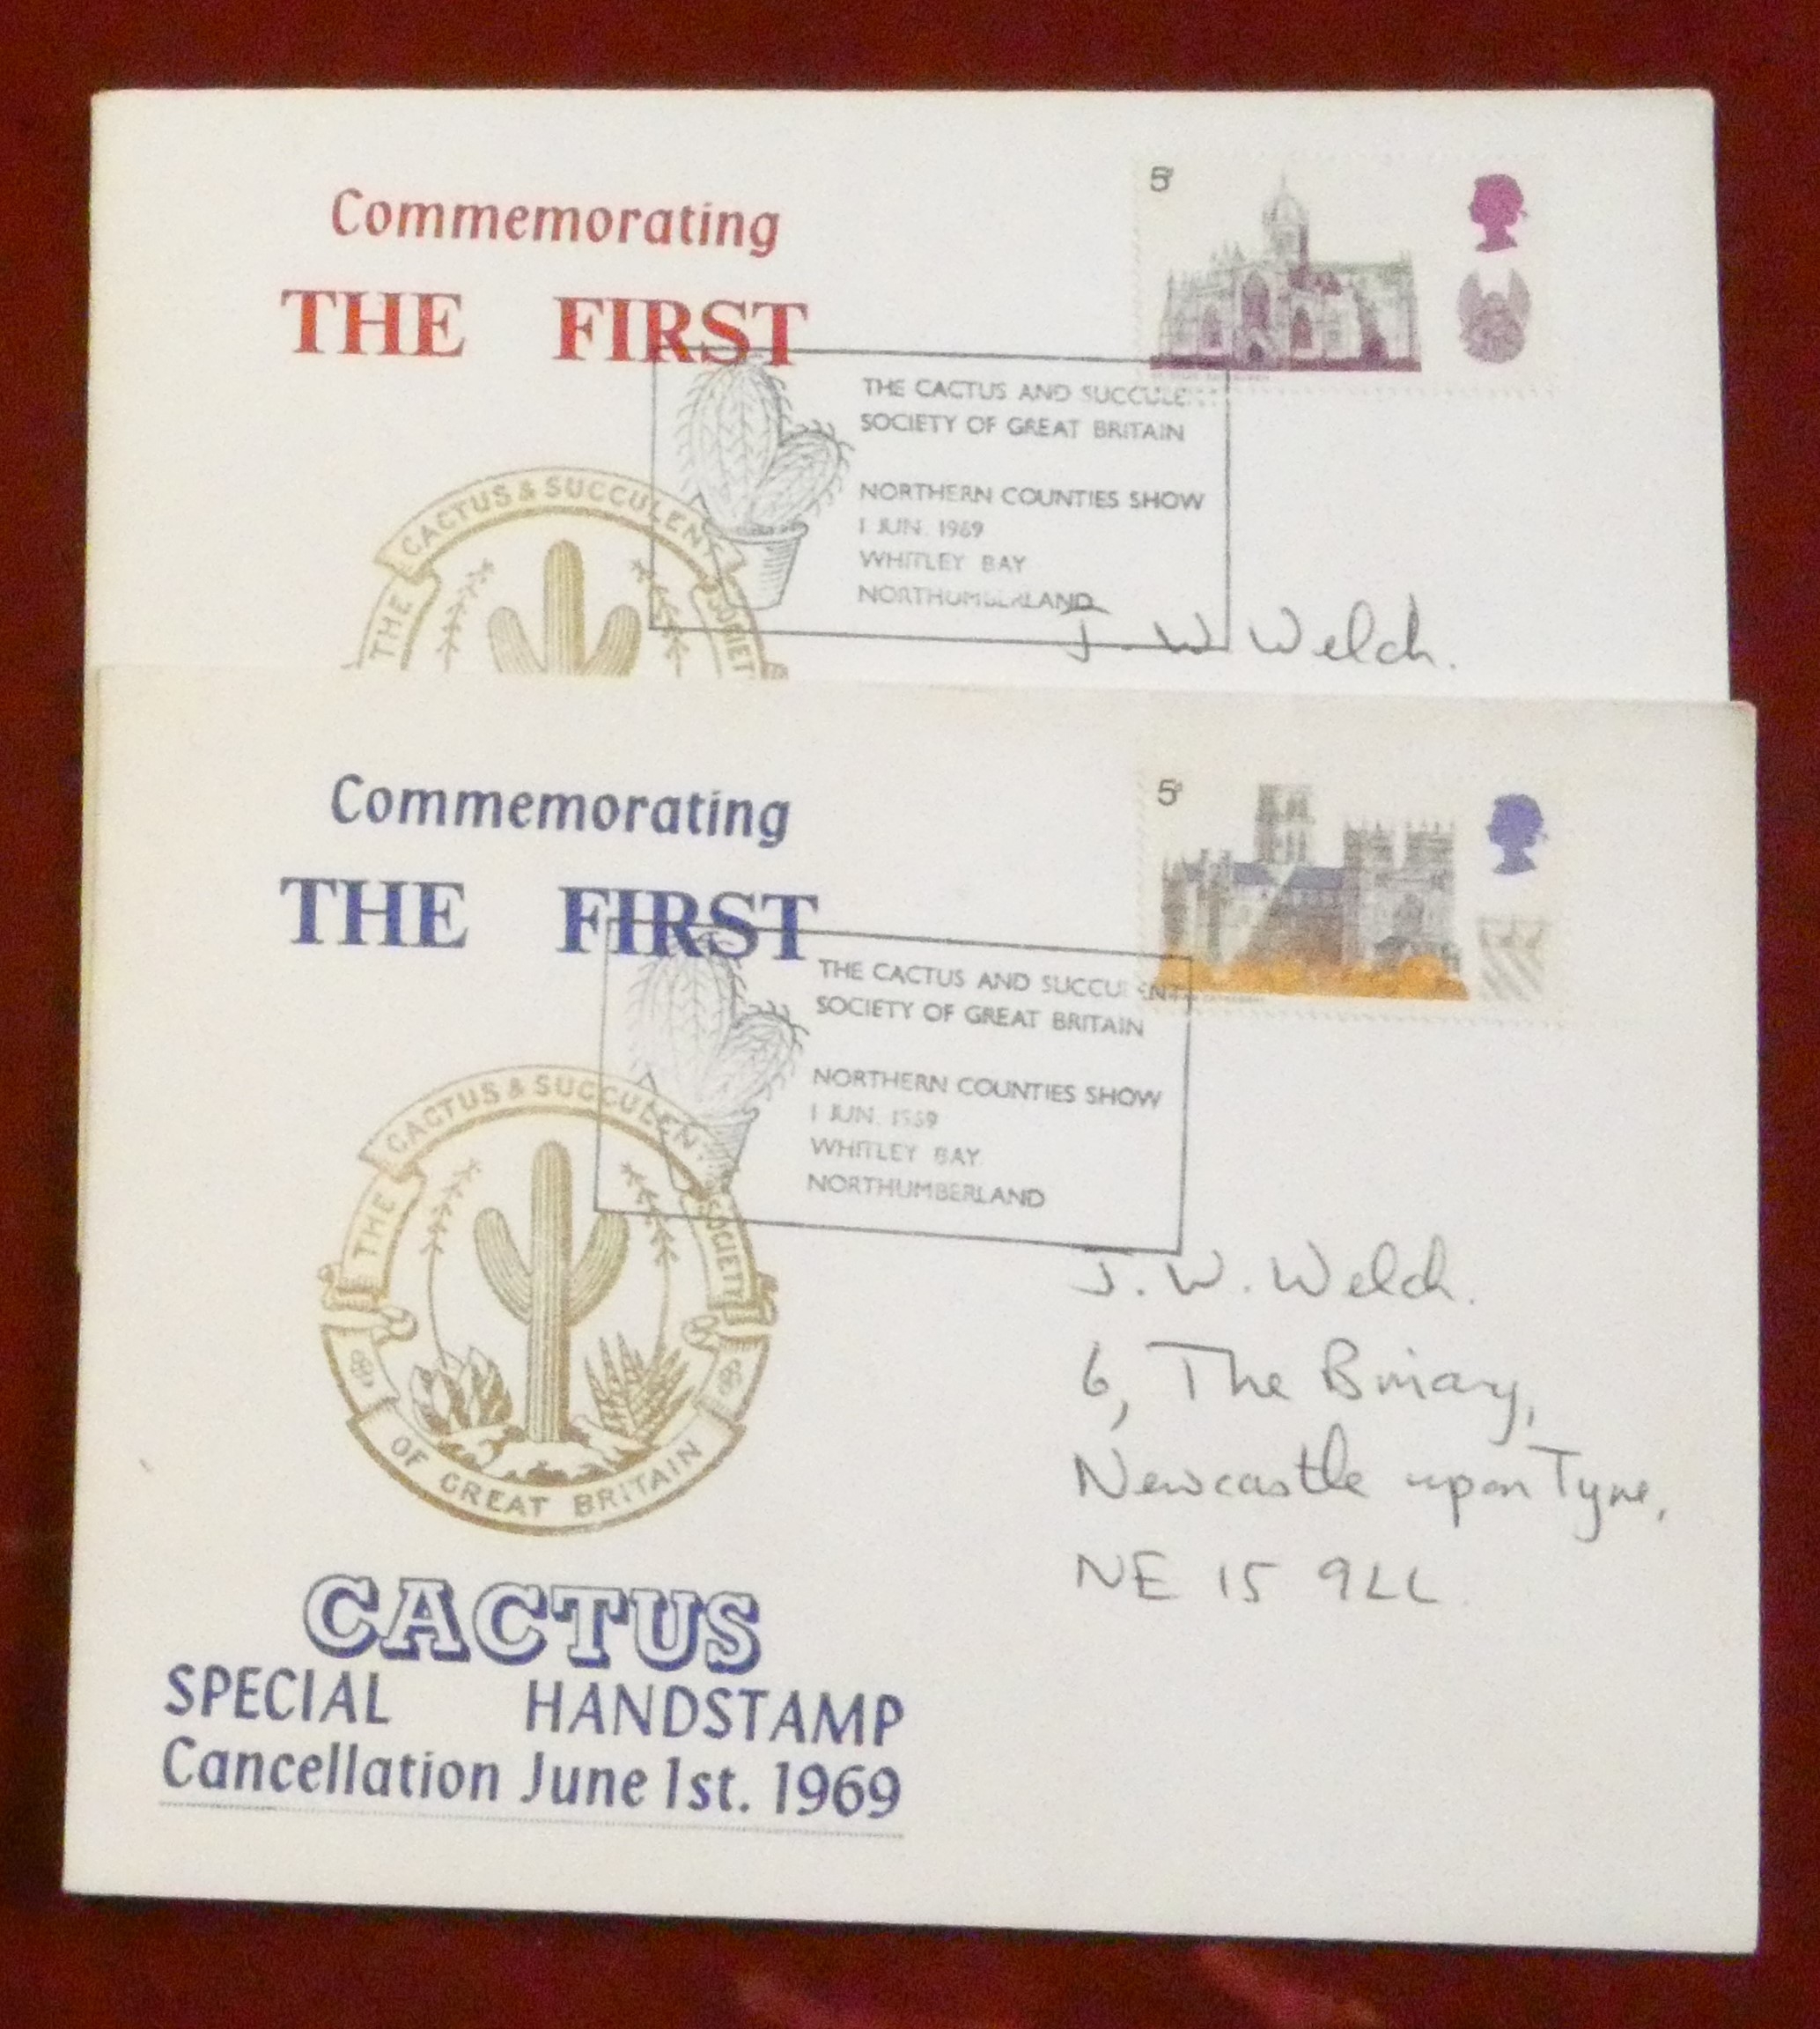 Commemorating
THE FIRST
5d
THE CACTUS AND SUCCULENT
SOCIETY OF GREAT BRITAIN
NORTHERN COUNTIES SHOW
1 JUN. 1969
WHITLEY BAY
NORTHUMBERLAND
THE CACTUS & SUCCULENT SOCIETY
J. W. Welch.
Commemorating
THE FIRST
5d
THE CACTUS AND SUCCULENT
SOCIETY OF GREAT BRITAIN
NORTHERN COUNTIES SHOW
1 JUN. 1969
WHITLEY BAY
NORTHUMBERLAND
THE CACTUS & SUCCULENT SOCIETY
OF GREAT BRITAIN
J. W. Welch.
6, The Briary,
Newcastle upon Tyne,
NE 15 9LL.
CACTUS
SPECIAL HANDSTAMP
Cancellation June 1st. 1969